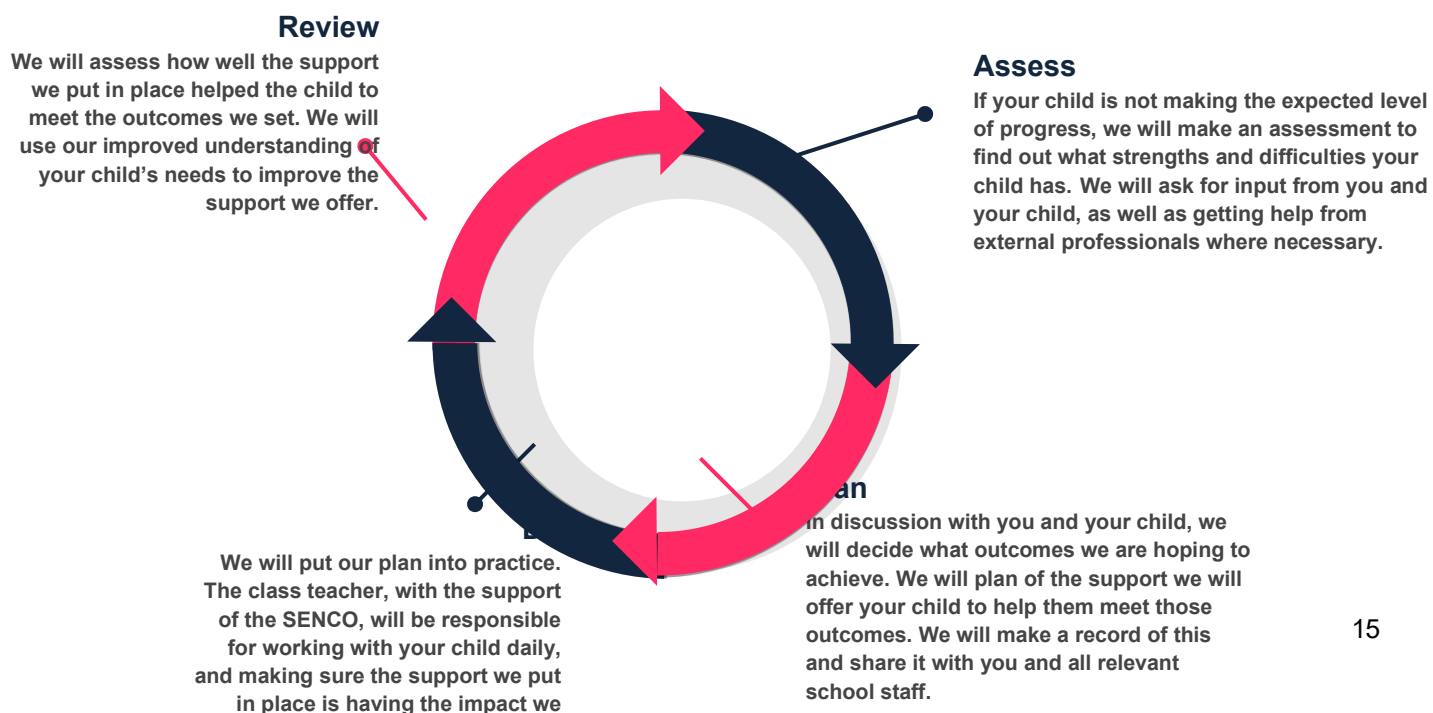 Review
We will assess how well the support
we put in place helped the child to
meet the outcomes we set. We will
use our improved understanding of
your child’s needs to improve the
support we offer.
Assess
If your child is not making the expected level
of progress, we will make an assessment to
find out what strengths and difficulties your
child has. We will ask for input from you and
your child, as well as getting help from
external professionals where necessary.
an
In discussion with you and your child, we
will decide what outcomes we are hoping to
achieve. We will plan of the support we will
offer your child to help them meet those
outcomes. We will make a record of this
and share it with you and all relevant
school staff.
We will put our plan into practice.
The class teacher, with the support
of the SENCO, will be responsible
for working with your child daily,
and making sure the support we put
in place is having the impact we
15